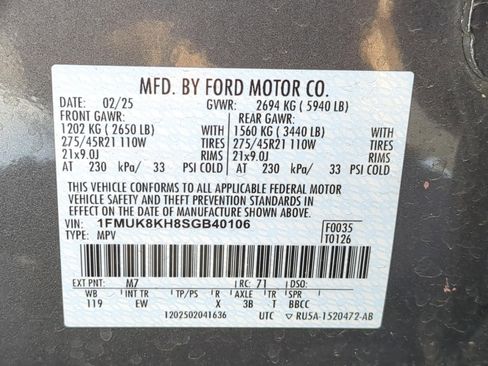 MFD. BY FORD MOTOR CO.
DATE: 02/25 GVWR: 2694 KG ( 5940 LB)
FRONT GAWR: REAR GAWR:
1202 KG ( 2650 LB) WITH 1560 KG ( 3440 LB) WITH
275/45R21 110W TIRES 275/45R21 110W TIRES
21x9.0J RIMS 21x9.0J RIMS
AT 230 kPa/ 33 PSI COLD AT 230 kPa/ 33 PSI COLD
THIS VEHICLE CONFORMS TO ALL APPLICABLE FEDERAL MOTOR
VEHICLE SAFETY AND THEFT PREVENTION STANDARDS IN
EFFECT ON THE DATE OF MANUFACTURE SHOWN ABOVE.
VIN: 1FMUK8KH8SGB40106 F0035
TYPE: MPV T0126
EXT PNT: M7 RC: 71 DSO:
WB INT TR TP/PS R AXLE TR SPR
119 EW X 3B T BBCC
1202502041636 UTC ▽ RU5A-1520472-AB